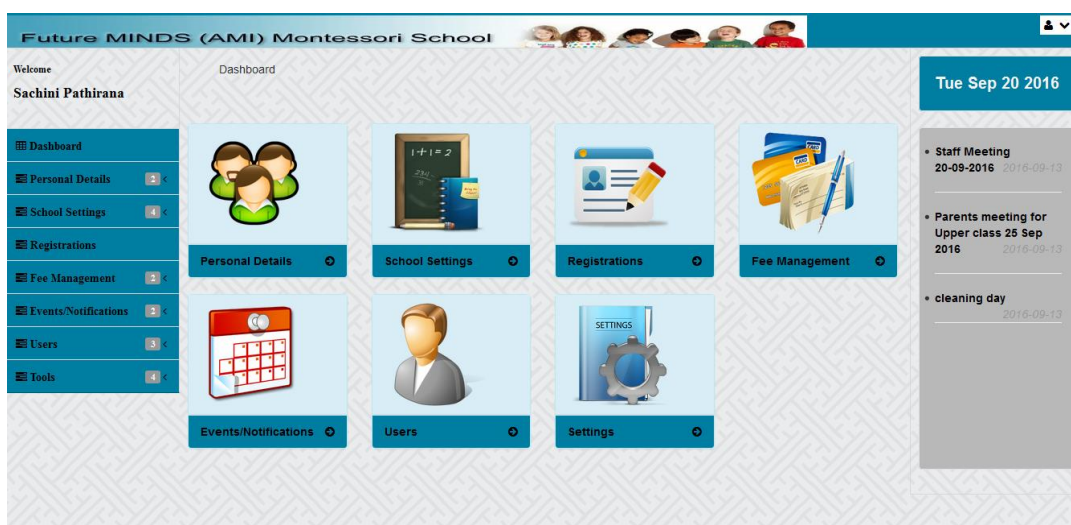 Future MINDS (AMI) Montessori School
Welcome
Sachini Pathirana
Dashboard
Personal Details 2
School Settings 4
Registrations
Fee Management 2
Events/Notifications 2
Users 3
Tools 4
Dashboard
1+1=2
Personal Details
School Settings
Registrations
Fee Management
SETTINGS
Events/Notifications
Users
Settings
Tue Sep 20 2016
Staff Meeting
20-09-2016 2016-09-13
Parents meeting for
Upper class 25 Sep
2016 2016-09-13
cleaning day
2016-09-13